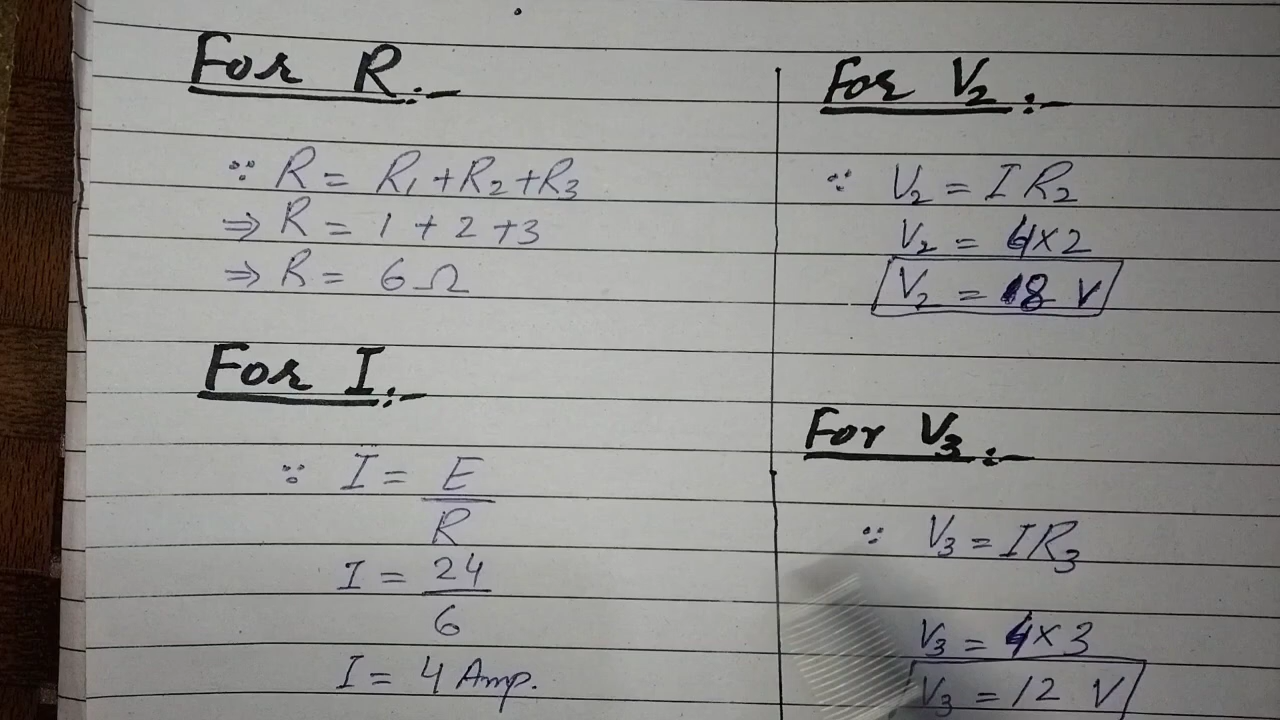 For R:-
∵ R = R₁ + R₂ + R₃
⇒ R = 1 + 2 + 3
⇒ R = 6 Ω
For I:-
∵ I = E/R
I = 24/6
I = 4 Amp.
For V₂:-
∵ V₂ = I R₂
V₂ = 4 × 2
V₂ = 8 V
For V₃:-
∵ V₃ = I R₃
V₃ = 4 × 3
V₃ = 12 V